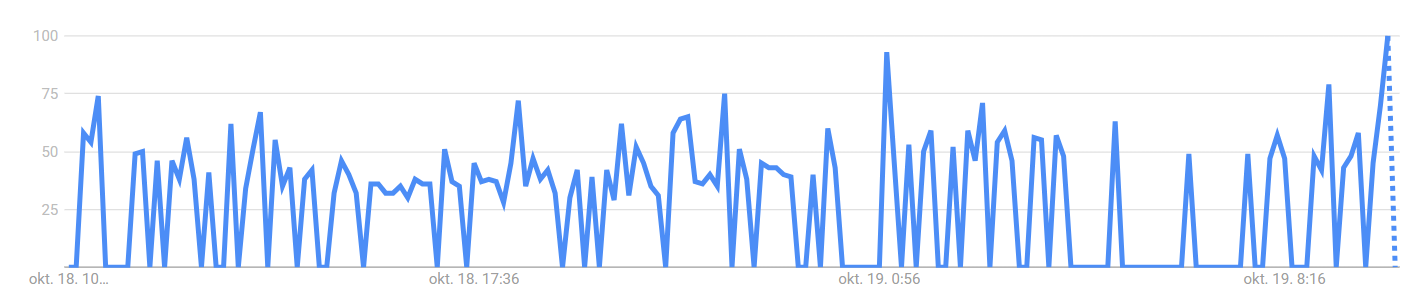 100
75
50
25
okt. 18. 10...
okt. 18. 17:36
okt. 19. 0:56
okt. 19. 8:16